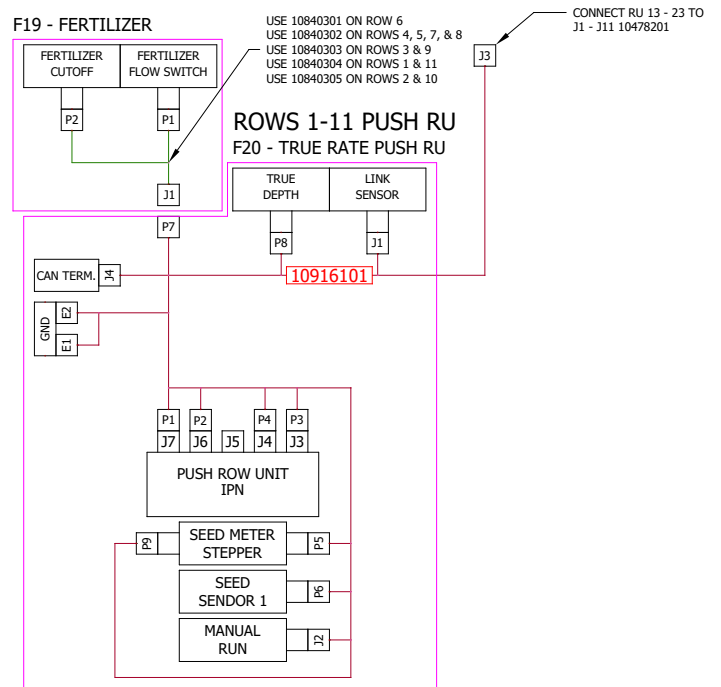 F19 - FERTILIZER
FERTILIZER
CUTOFF
FERTILIZER
FLOW SWITCH
P2
P1
J1
USE 10840301 ON ROW 6
USE 10840302 ON ROWS 4, 5, 7, & 8
USE 10840303 ON ROWS 3 & 9
USE 10840304 ON ROWS 1 & 11
USE 10840305 ON ROWS 2 & 10
CONNECT RU 13 - 23 TO
J1 - J11 10478201
J3
ROWS 1-11 PUSH RU
F20 - TRUE RATE PUSH RU
TRUE
DEPTH
LINK
SENSOR
P8
J1
P7
CAN TERM.
J4
10916101
GND
E2
E1
P1
P2
P4
P3
J7
J6
J5
J4
J3
PUSH ROW UNIT
IPN
P9
SEED METER
STEPPER
P5
SEED
SENDOR 1
P6
MANUAL
RUN
J2